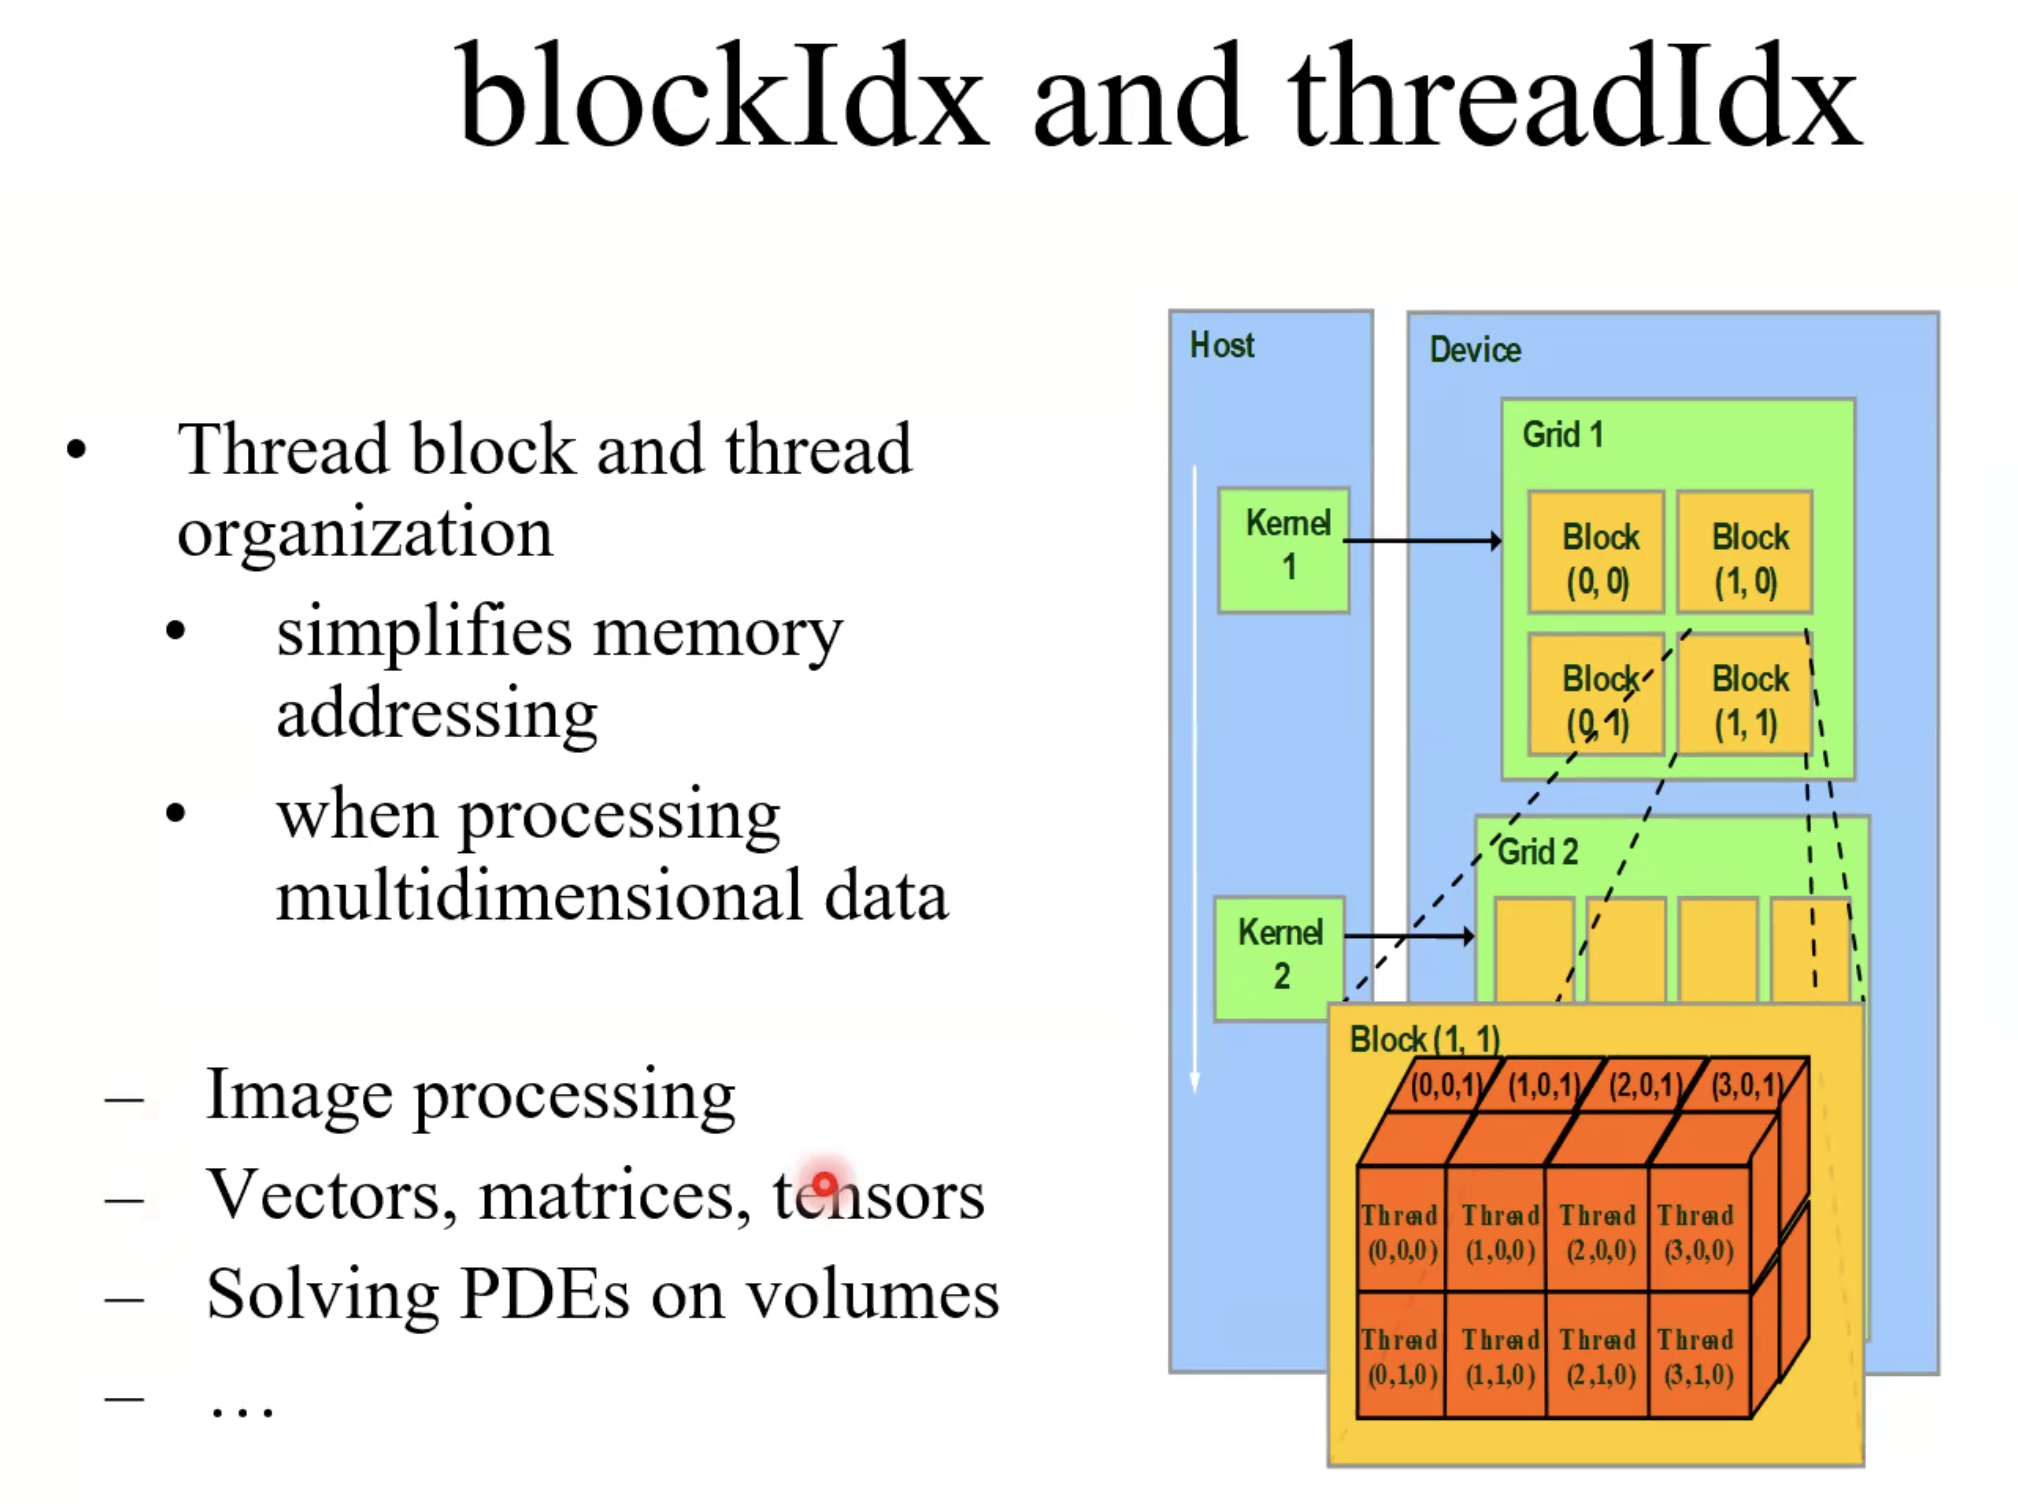 blockIdx and threadIdx
• Thread block and thread
organization
• simplifies memory
addressing
• when processing
multidimensional data
– Image processing
– Vectors, matrices, tensors
– Solving PDEs on volumes
– …
Host
Device
Grid 1
Kernel
1
Block
(0, 0)
Block
(1, 0)
Block
(0, 1)
Block
(1, 1)
Grid 2
Kernel
2
Block (1, 1)
(0,0,1) (1,0,1) (2,0,1) (3,0,1)
Thread Thread Thread Thread
(0,0,0) (1,0,0) (2,0,0) (3,0,0)
Thread Thread Thread Thread
(0,1,0) (1,1,0) (2,1,0) (3,1,0)